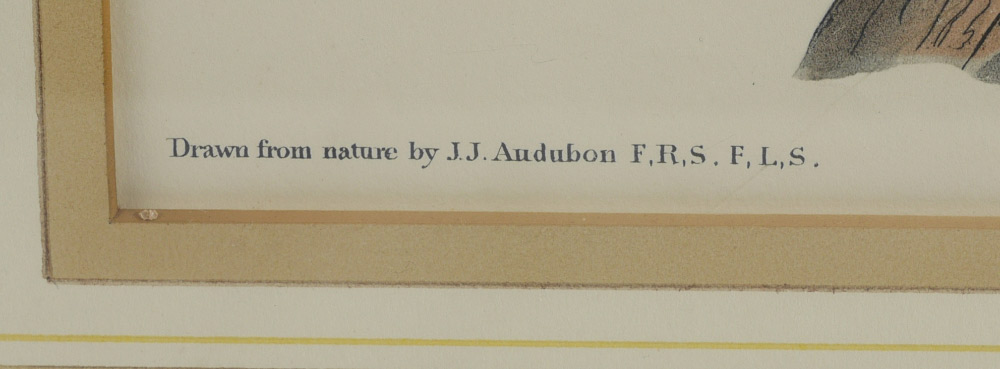 Drawn from nature by J.J. Audubon F,R,S. F,L,S.